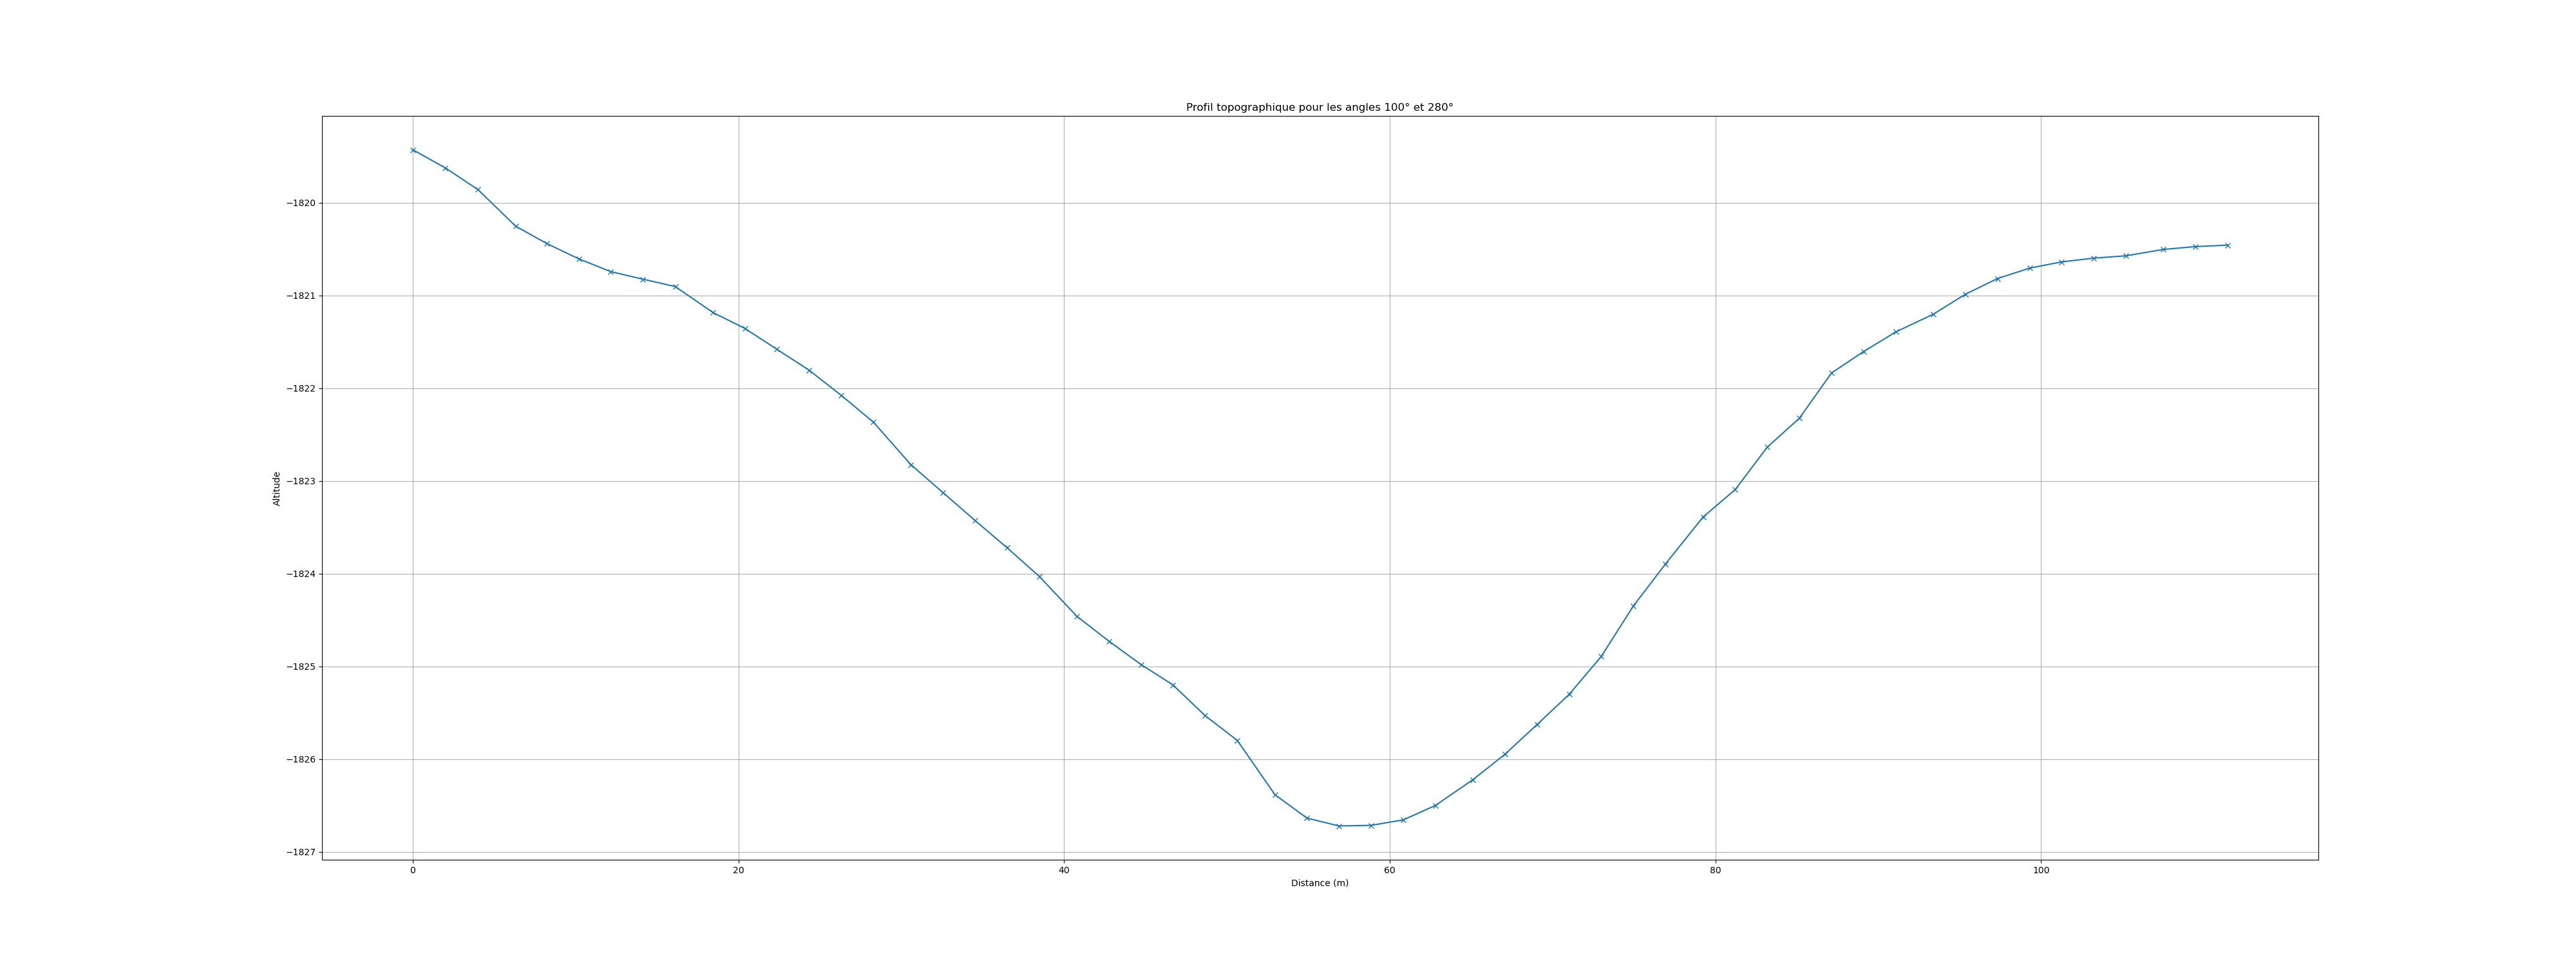 Profil topographique pour les angles 100° et 280°
−1820
−1821
−1822
−1823
−1824
−1825
−1826
−1827
Altitude
0 20 40 60 80 100
Distance (m)